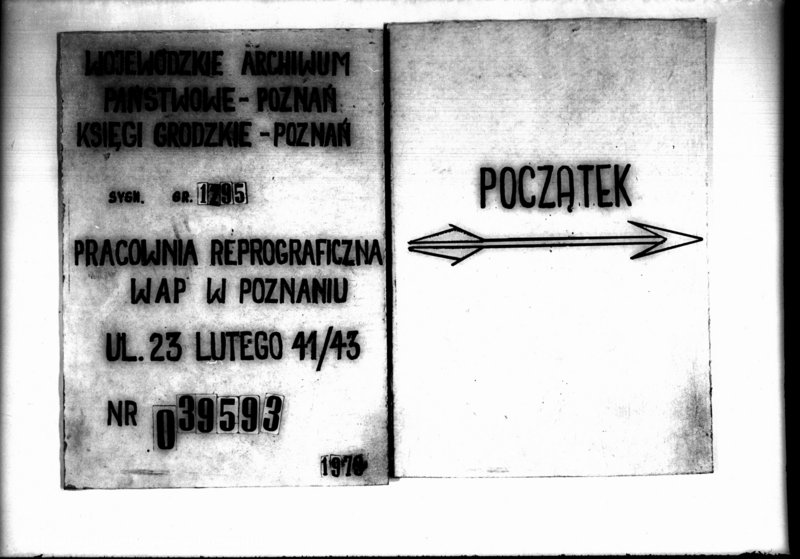 WOJEWÓDZKIE ARCHIWUM
PAŃSTWOWE - POZNAŃ
KSIĘGI GRODZKIE - POZNAŃ
SYGN. GR. 1295
PRACOWNIA REPROGRAFICZNA
WAP W POZNANIU
UL. 23 LUTEGO 41/43
NR 039593
1970
POCZĄTEK